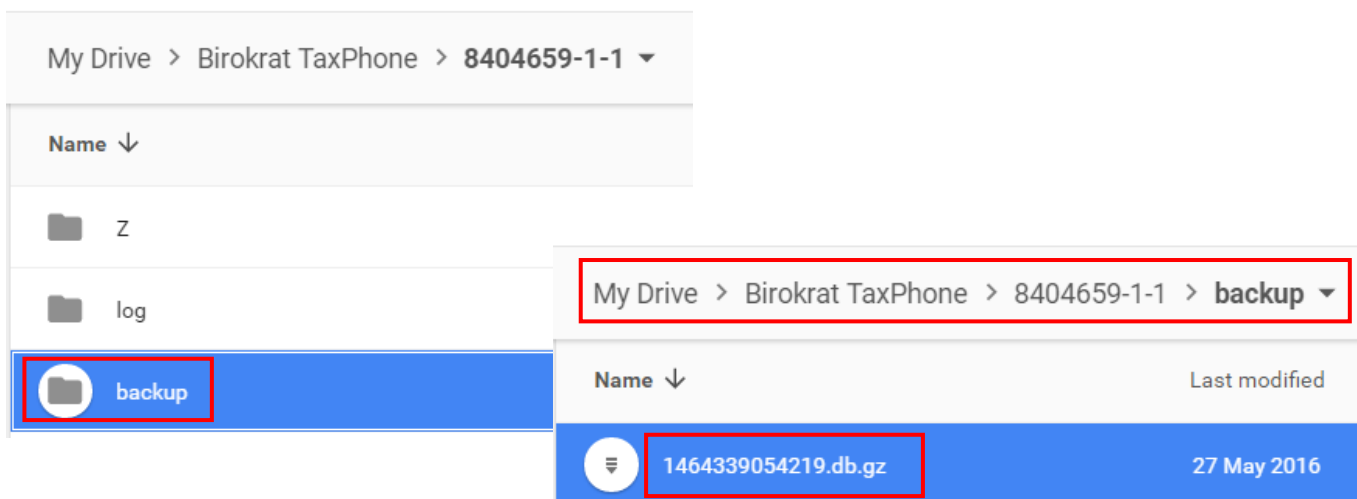 My Drive > Birokrat TaxPhone > 8404659-1-1
Name
Z
log
backup
My Drive > Birokrat TaxPhone > 8404659-1-1 > backup
Name Last modified
1464339054219.db.gz 27 May 2016